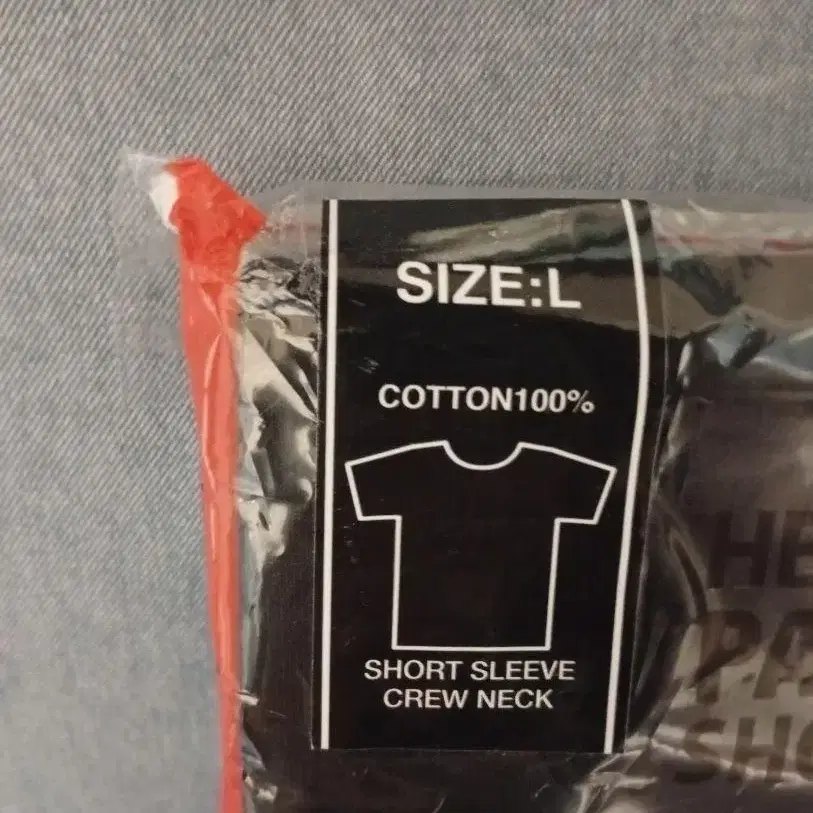 SIZE:L
COTTON100%
SHORT SLEEVE
CREW NECK